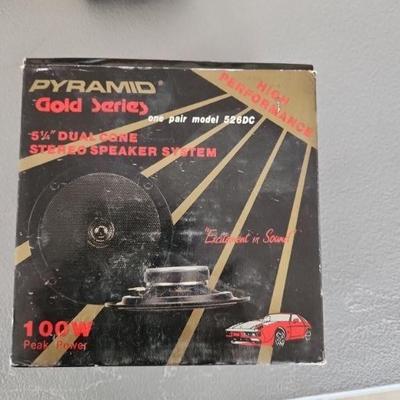 PYRAMID®
Gold Series
one pair model 526DC
HIGH
PERFORMANCE
5¼" DUAL CONE
STEREO SPEAKER SYSTEM
"Excitement in Sound"
100W
Peak Power